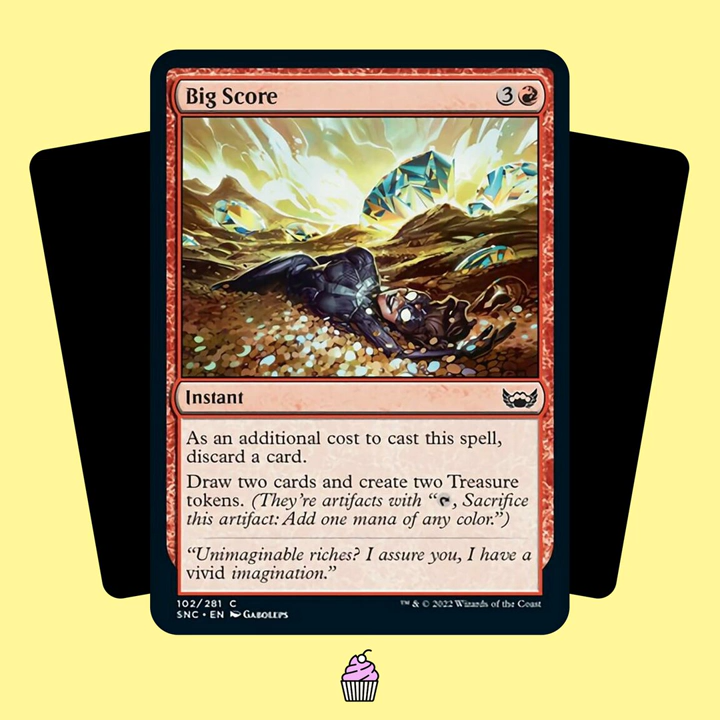 Big Score
3
Instant
As an additional cost to cast this spell,
discard a card.
Draw two cards and create two Treasure
tokens. (They're artifacts with “, Sacrifice
this artifact: Add one mana of any color.”)
“Unimaginable riches? I assure you, I have a
vivid imagination.”
102/281 C
SNC • EN Gaboleps
™ & © 2022 Wizards of the Coast